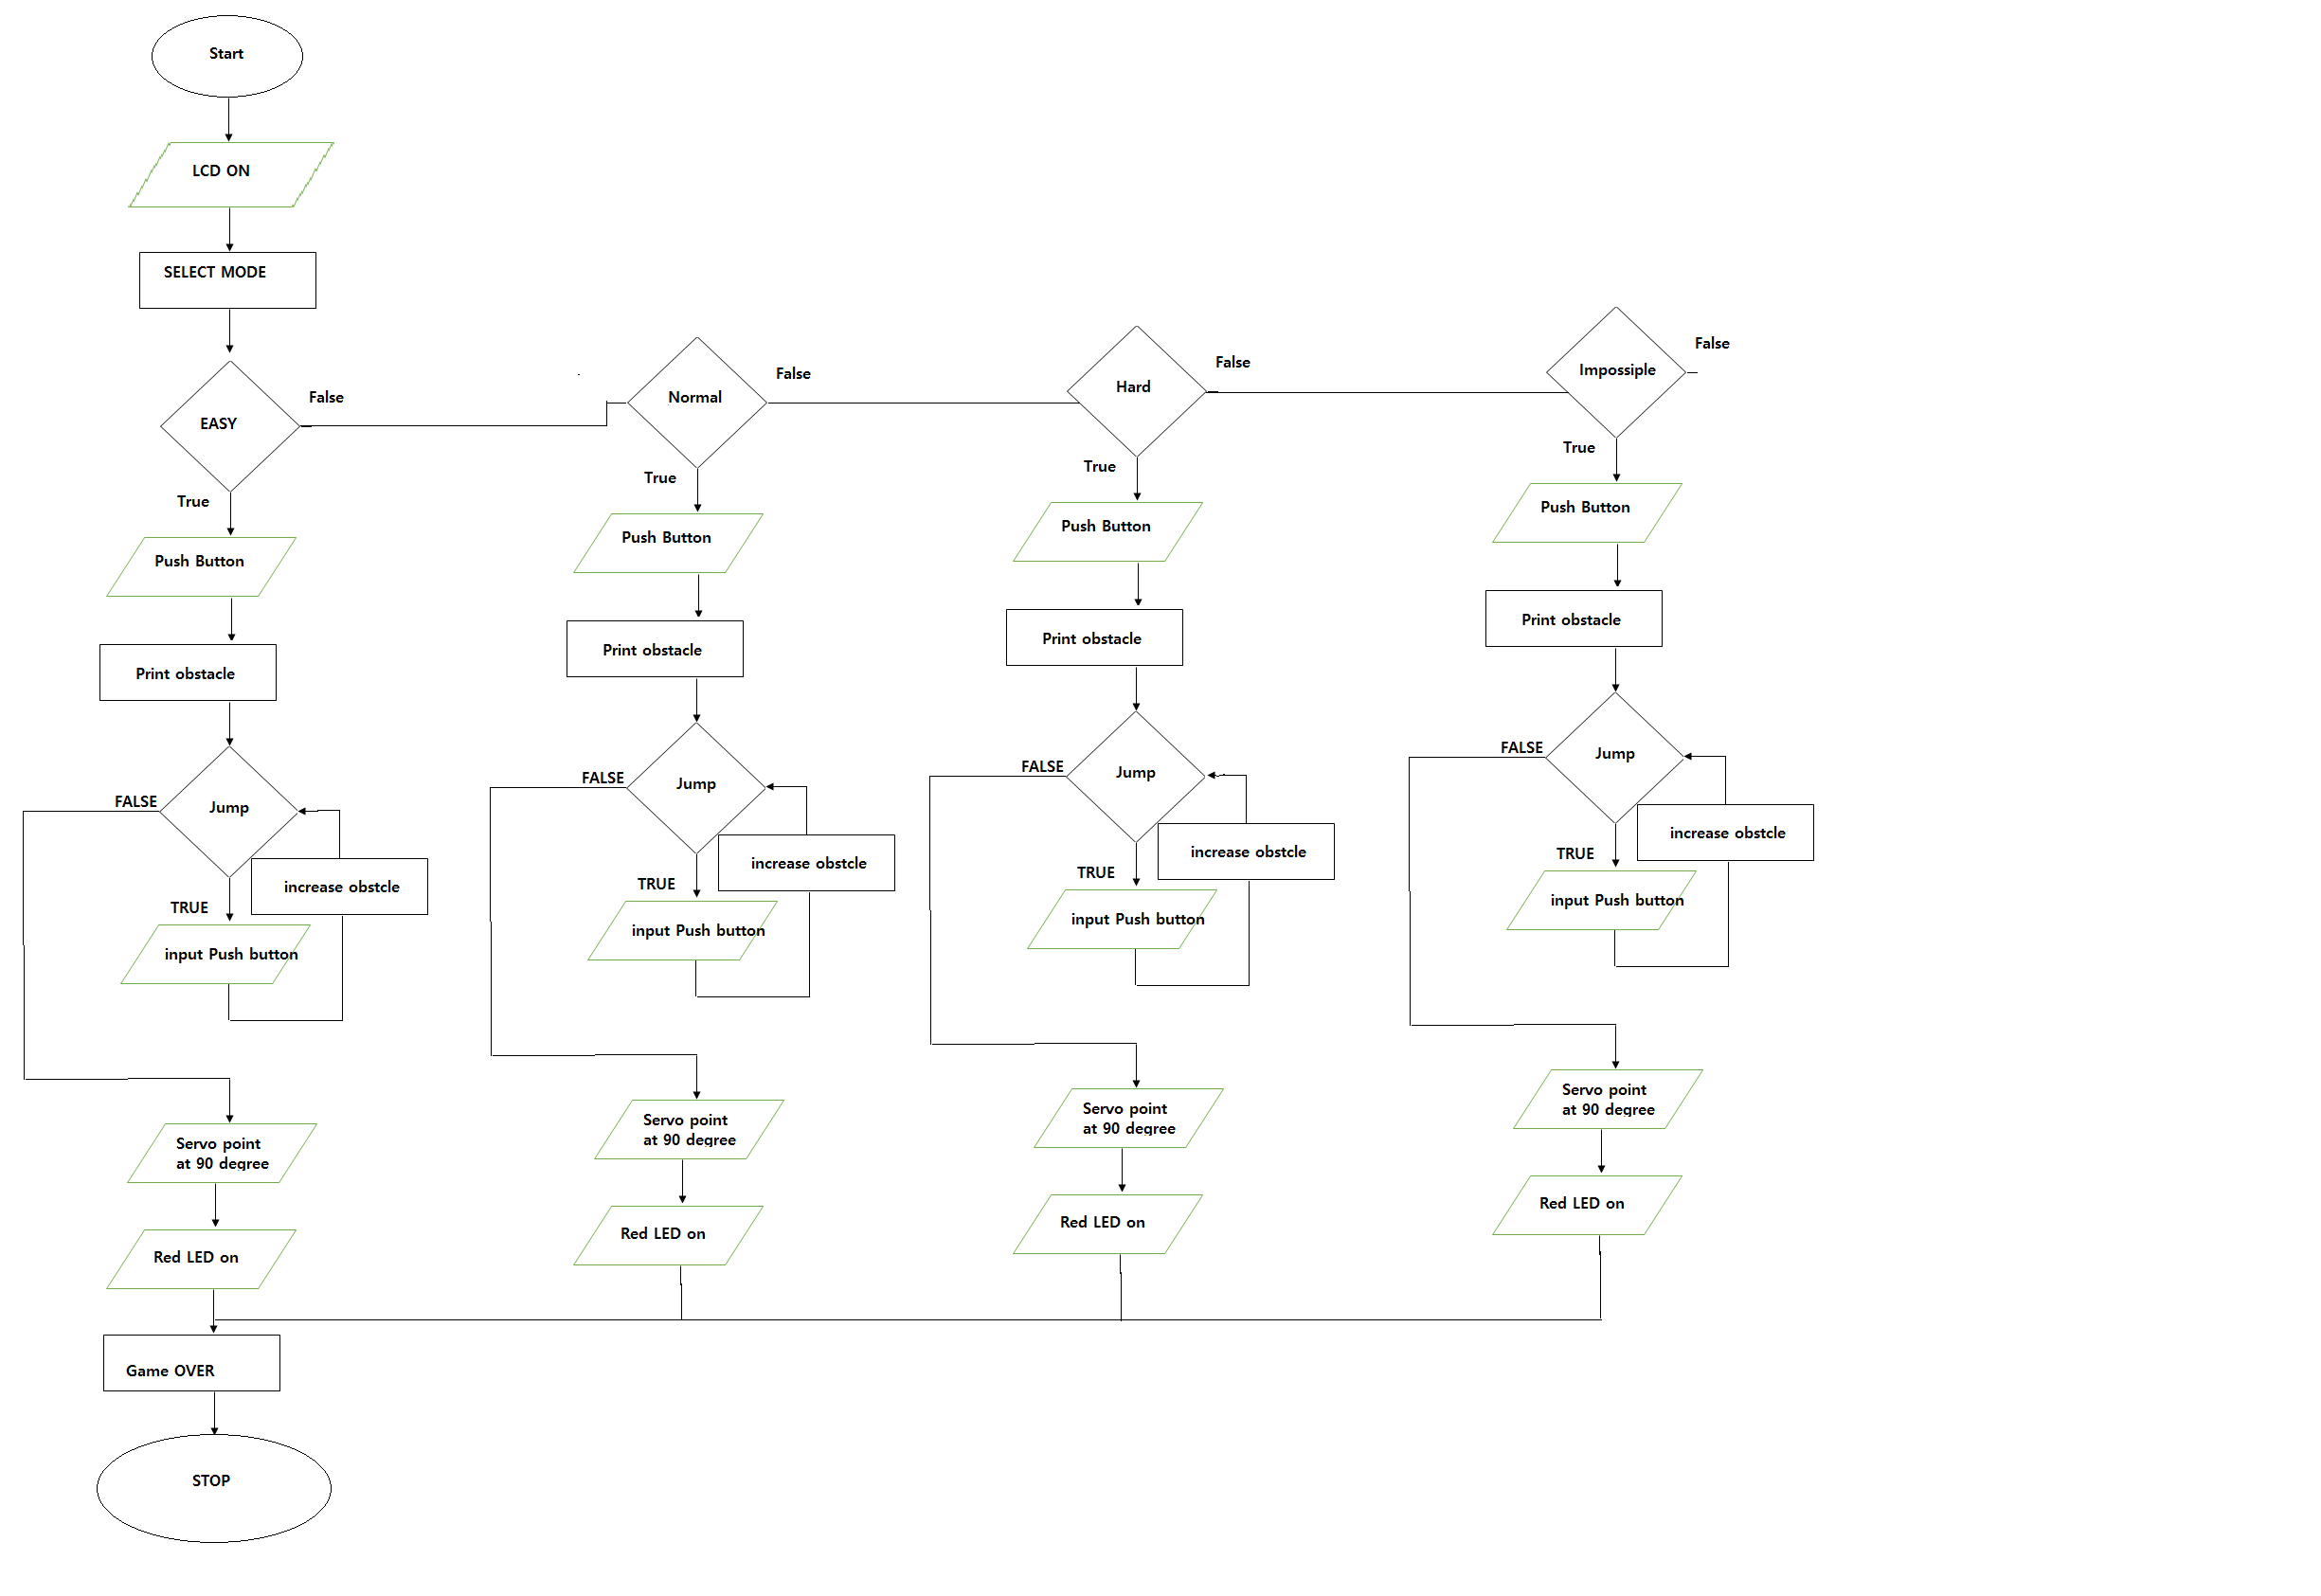 Start
LCD ON
SELECT MODE
EASY
False
True
Push Button
Print obstacle
Jump
FALSE
increase obstcle
TRUE
input Push button
Servo point
at 90 degree
Red LED on
Game OVER
STOP
Normal
False
True
Push Button
Print obstacle
Jump
FALSE
increase obstcle
TRUE
input Push button
Servo point
at 90 degree
Red LED on
Hard
False
True
Push Button
Print obstacle
Jump
FALSE
increase obstcle
TRUE
input Push button
Servo point
at 90 degree
Red LED on
Impossiple
False
True
Push Button
Print obstacle
Jump
FALSE
increase obstcle
TRUE
input Push button
Servo point
at 90 degree
Red LED on